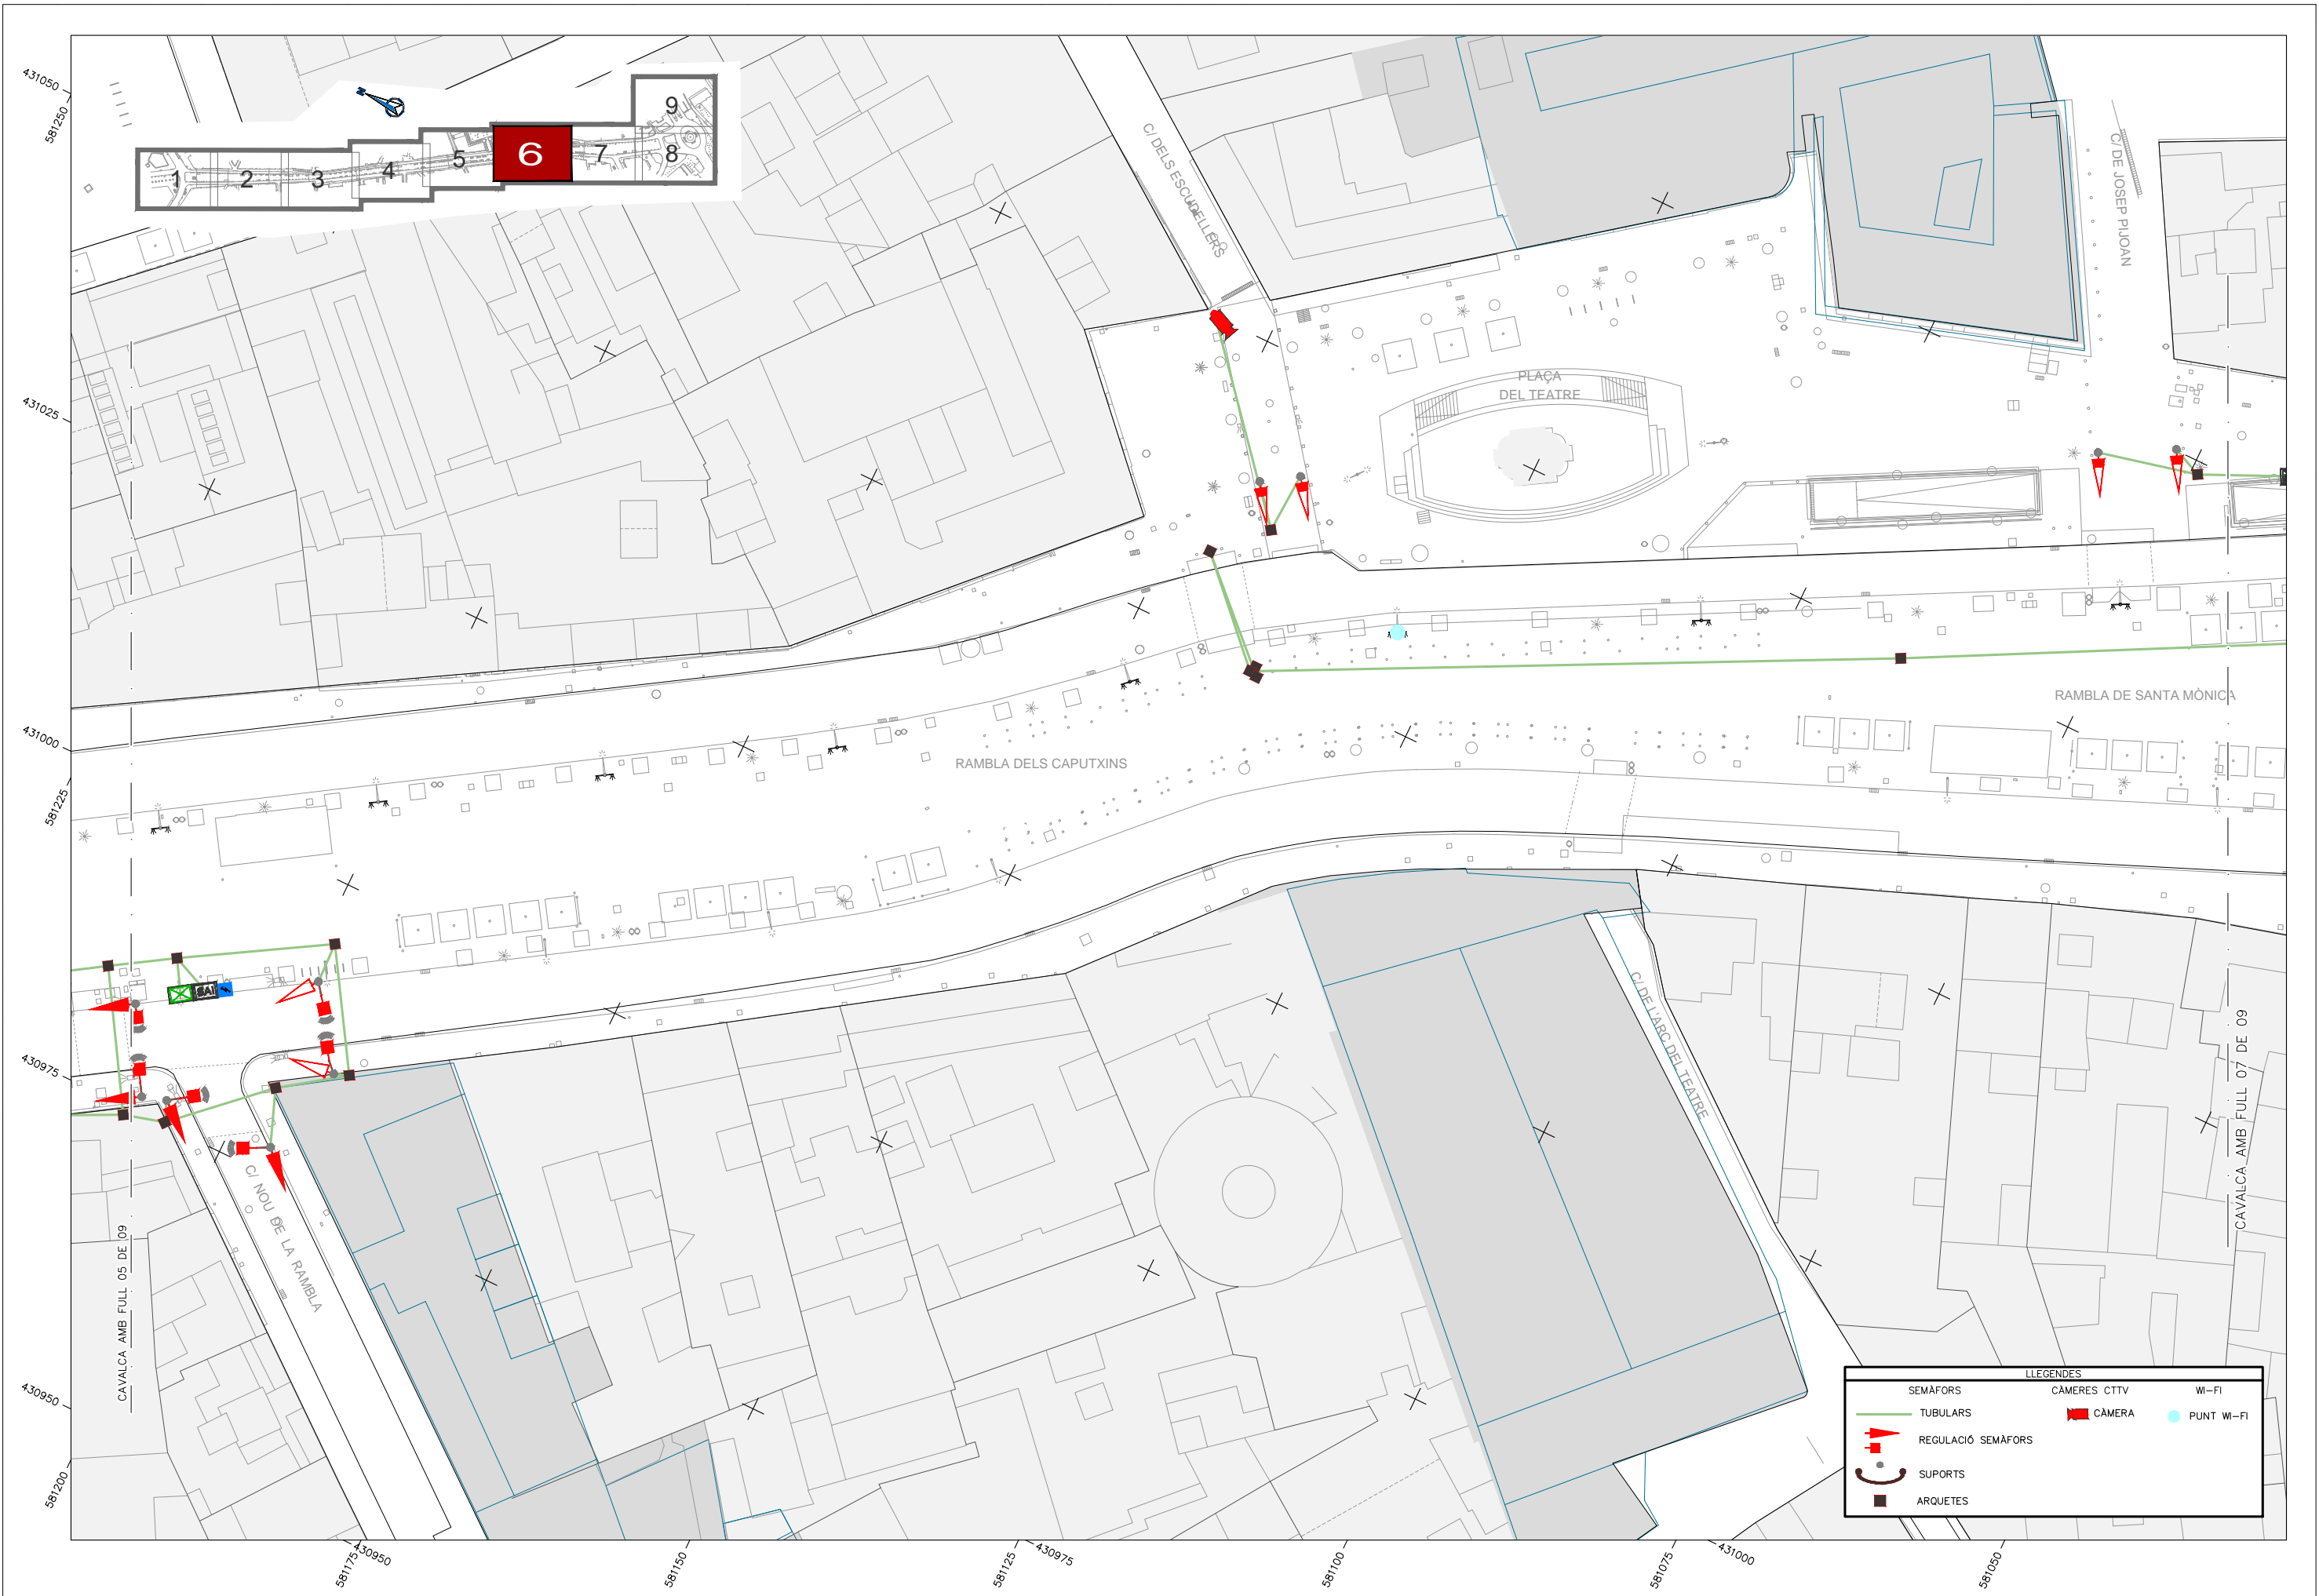 431050
581250
1
2
3
4
5
6
7
8
9
C/ DELS ESCUDELLERS
C/ DE JOSEP PIJOAN
431025
PLAÇA
DEL TEATRE
RAMBLA DE SANTA MÒNICA
431000
581225
RAMBLA DELS CAPUTXINS
SAI
430975
C/ NOU DE LA RAMBLA
C/ DE L'ARC DEL TEATRE
CAVALCA AMB FULL 05 DE 09
CAVALCA AMB FULL 07 DE 09
430950
581200
LLEGENDES
SEMÀFORS
CÀMERES CTTV
WI-FI
TUBULARS
CÀMERA
PUNT WI-FI
REGULACIÓ SEMÀFORS
SUPORTS
ARQUETES
581175
430950
581150
581125
430975
581100
581075
431000
581050